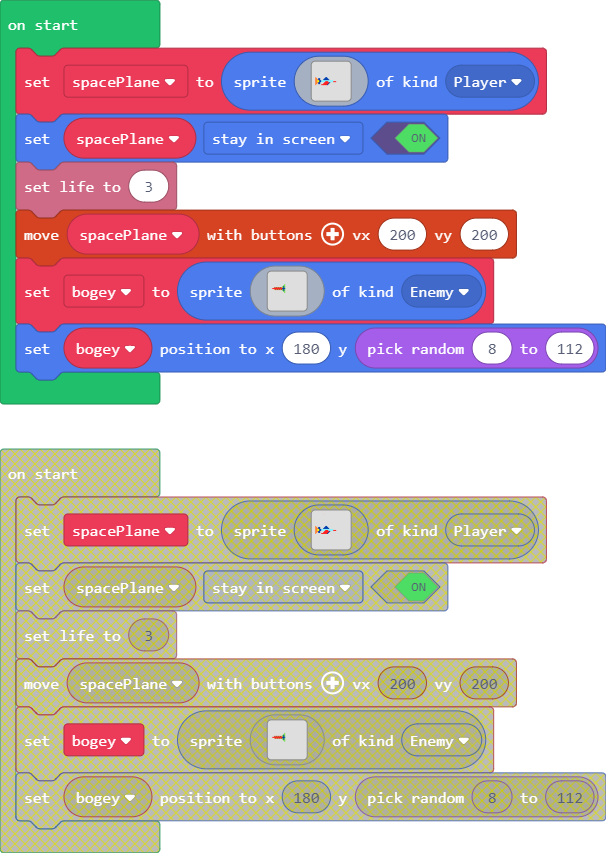 on start
set spacePlane to sprite of kind Player
set spacePlane stay in screen ON
set life to 3
move spacePlane with buttons vx 200 vy 200
set bogey to sprite of kind Enemy
set bogey position to x 180 y pick random 8 to 112
on start
set spacePlane to sprite of kind Player
set spacePlane stay in screen ON
set life to 3
move spacePlane with buttons vx 200 vy 200
set bogey to sprite of kind Enemy
set bogey position to x 180 y pick random 8 to 112